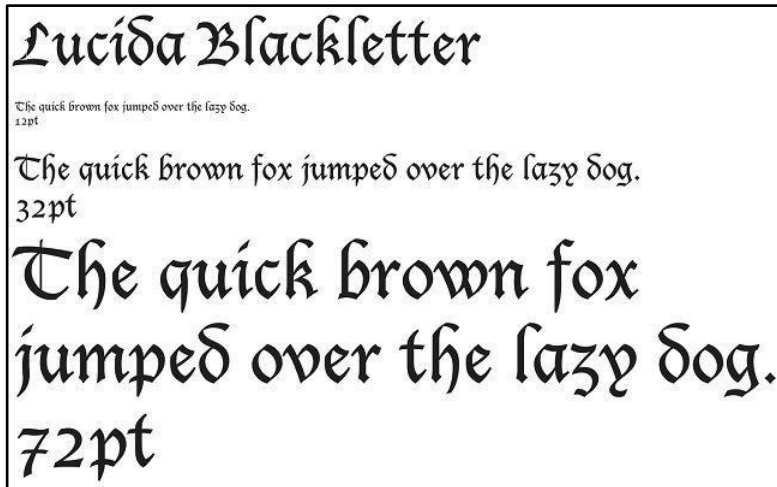 Lucida Blackletter
The quick brown fox jumped over the lazy dog.
12pt
The quick brown fox jumped over the lazy dog.
32pt
The quick brown fox
jumped over the lazy dog.
72pt